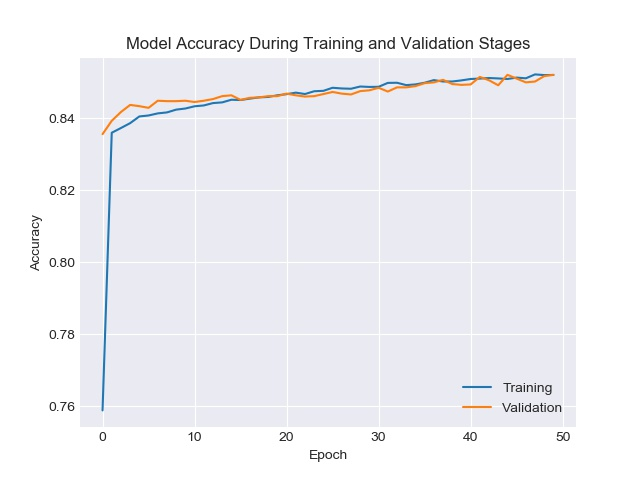 Model Accuracy During Training and Validation Stages
Accuracy
0.84
0.82
0.80
0.78
0.76
Training
Validation
0 10 20 30 40 50
Epoch